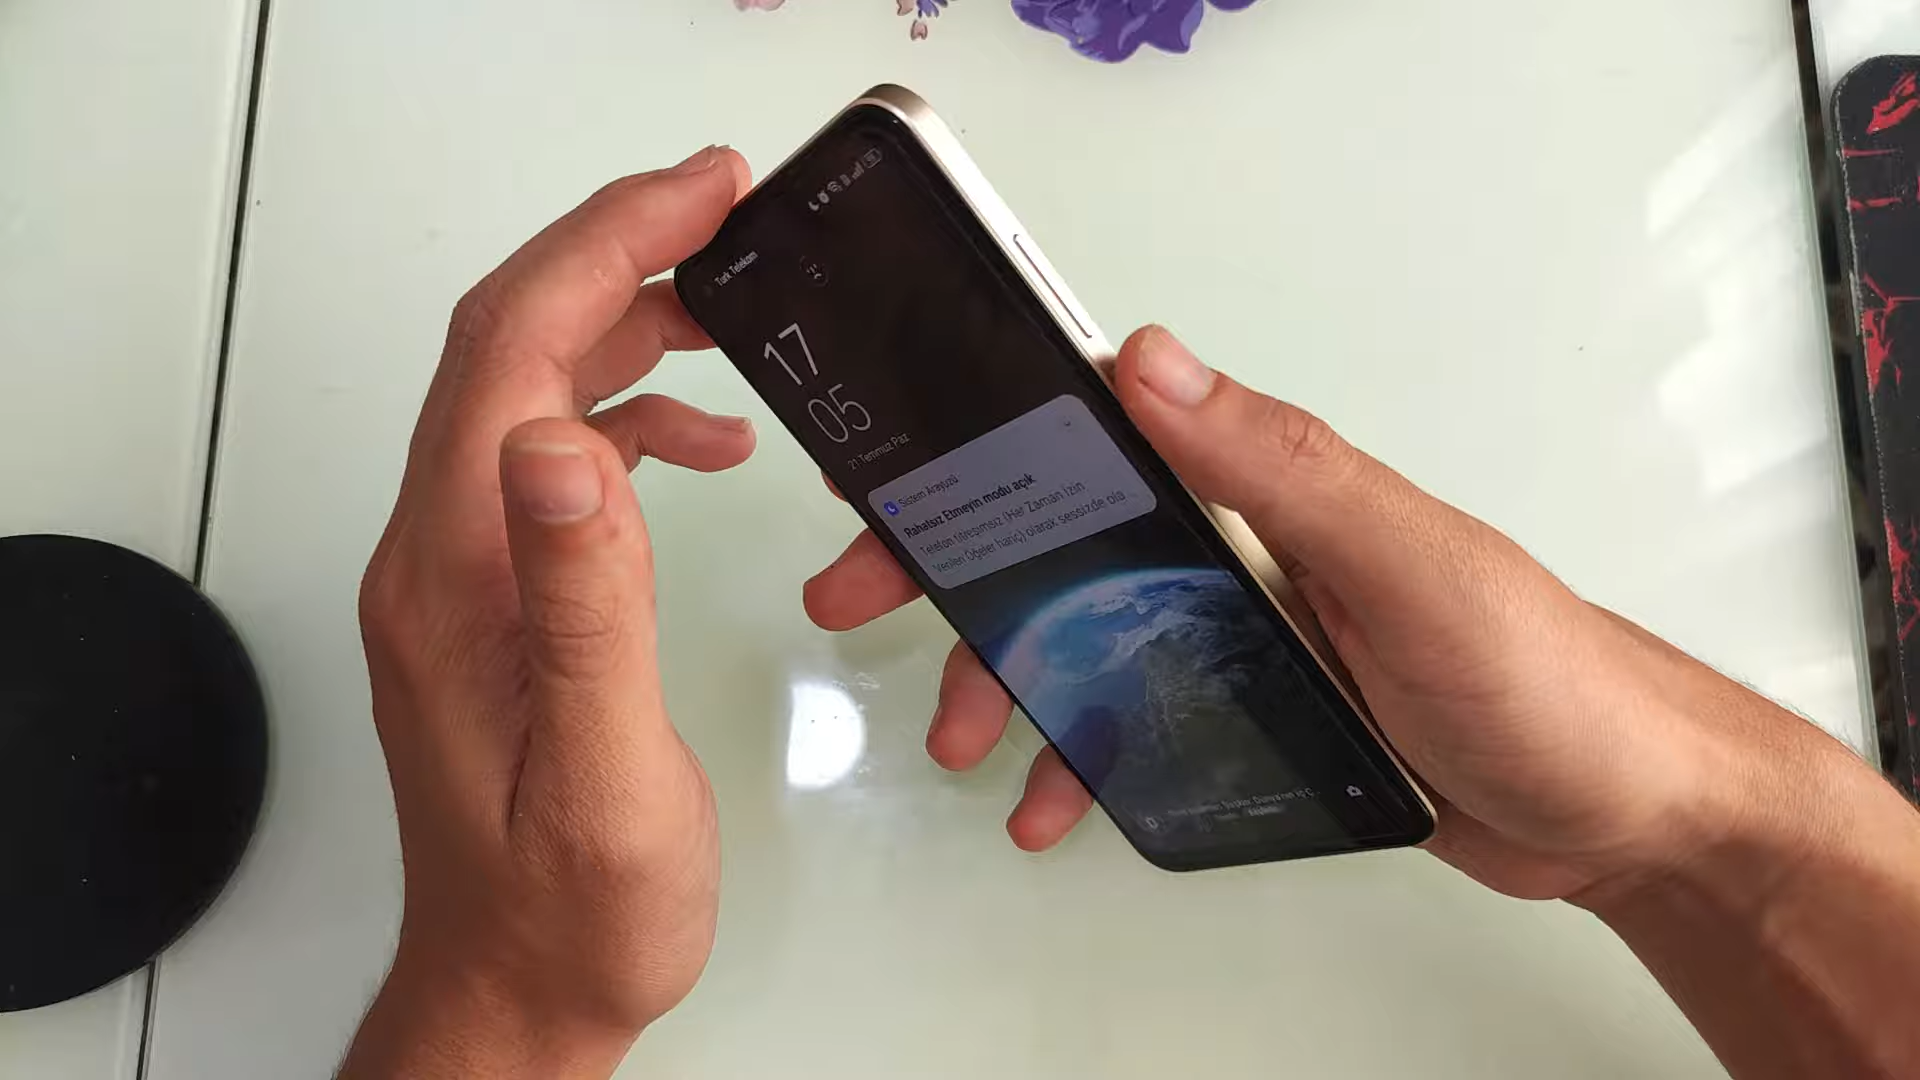 Türk Telekom
17
05
21 Temmuz Paz
Sistem Arayüzü
Rahatsız Etmeyin modu açık
Telefon titreşimsiz (Her Zaman İzin
Verilen Öğeler hariç) olarak sessizde ola...